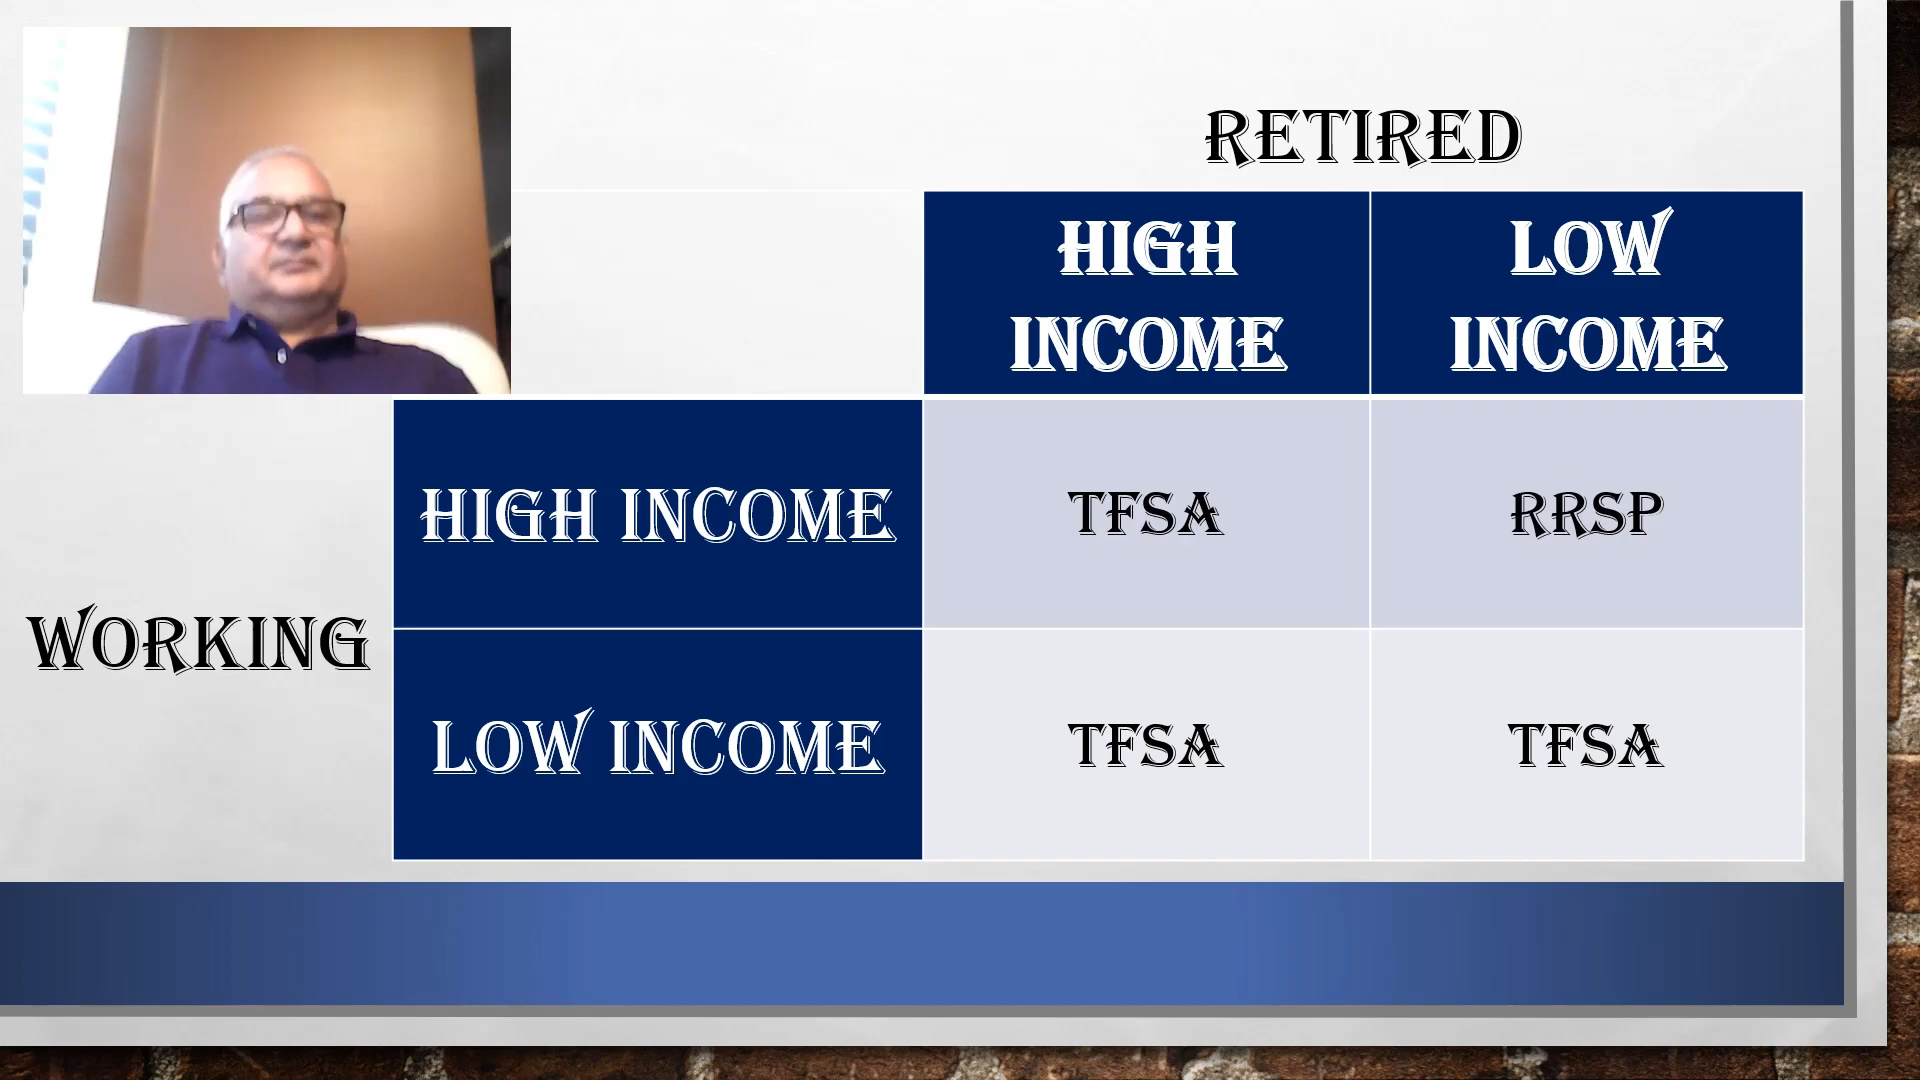 RETIRED
HIGH
INCOME
LOW
INCOME
HIGH INCOME
TFSA
RRSP
WORKING
LOW INCOME
TFSA
TFSA